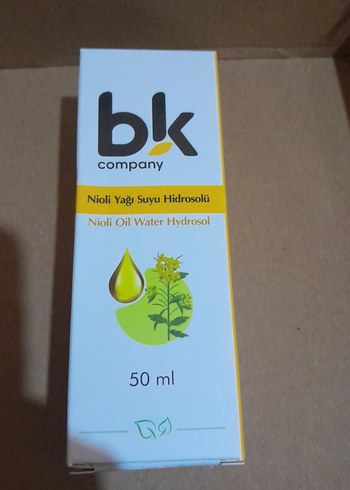 bk
company
Nioli Yağı Suyu Hidrosolü
Nioli Oil Water Hydrosol
50 ml